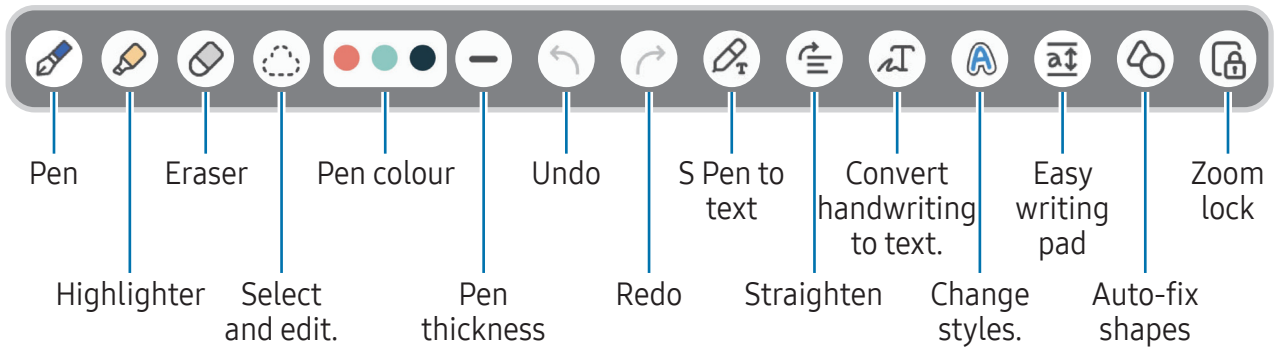 Pen
Eraser
Pen colour
Undo
S Pen to
text
Convert
handwriting
to text.
Easy
writing
pad
Zoom
lock
Highlighter
Select
and edit.
Pen
thickness
Redo
Straighten
Change
styles.
Auto-fix
shapes